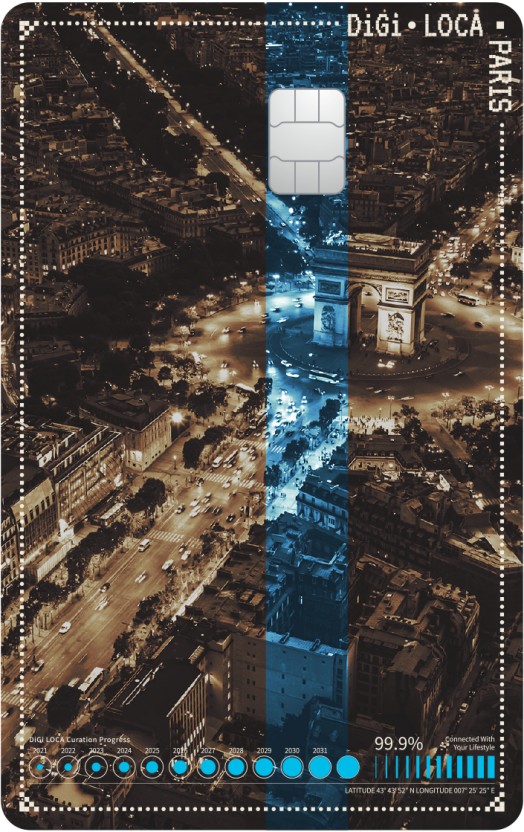 DiGi • LOCA
PARIS
DiGI LOCA Curation Progress
2021 2022 2023 2024 2025 2026 2027 2028 2029 2030 2031 ~
99.9%
Connected With
Your Lifestyle
LATITUDE 43° 43' 52" N LONGITUDE 007° 25' 25" E